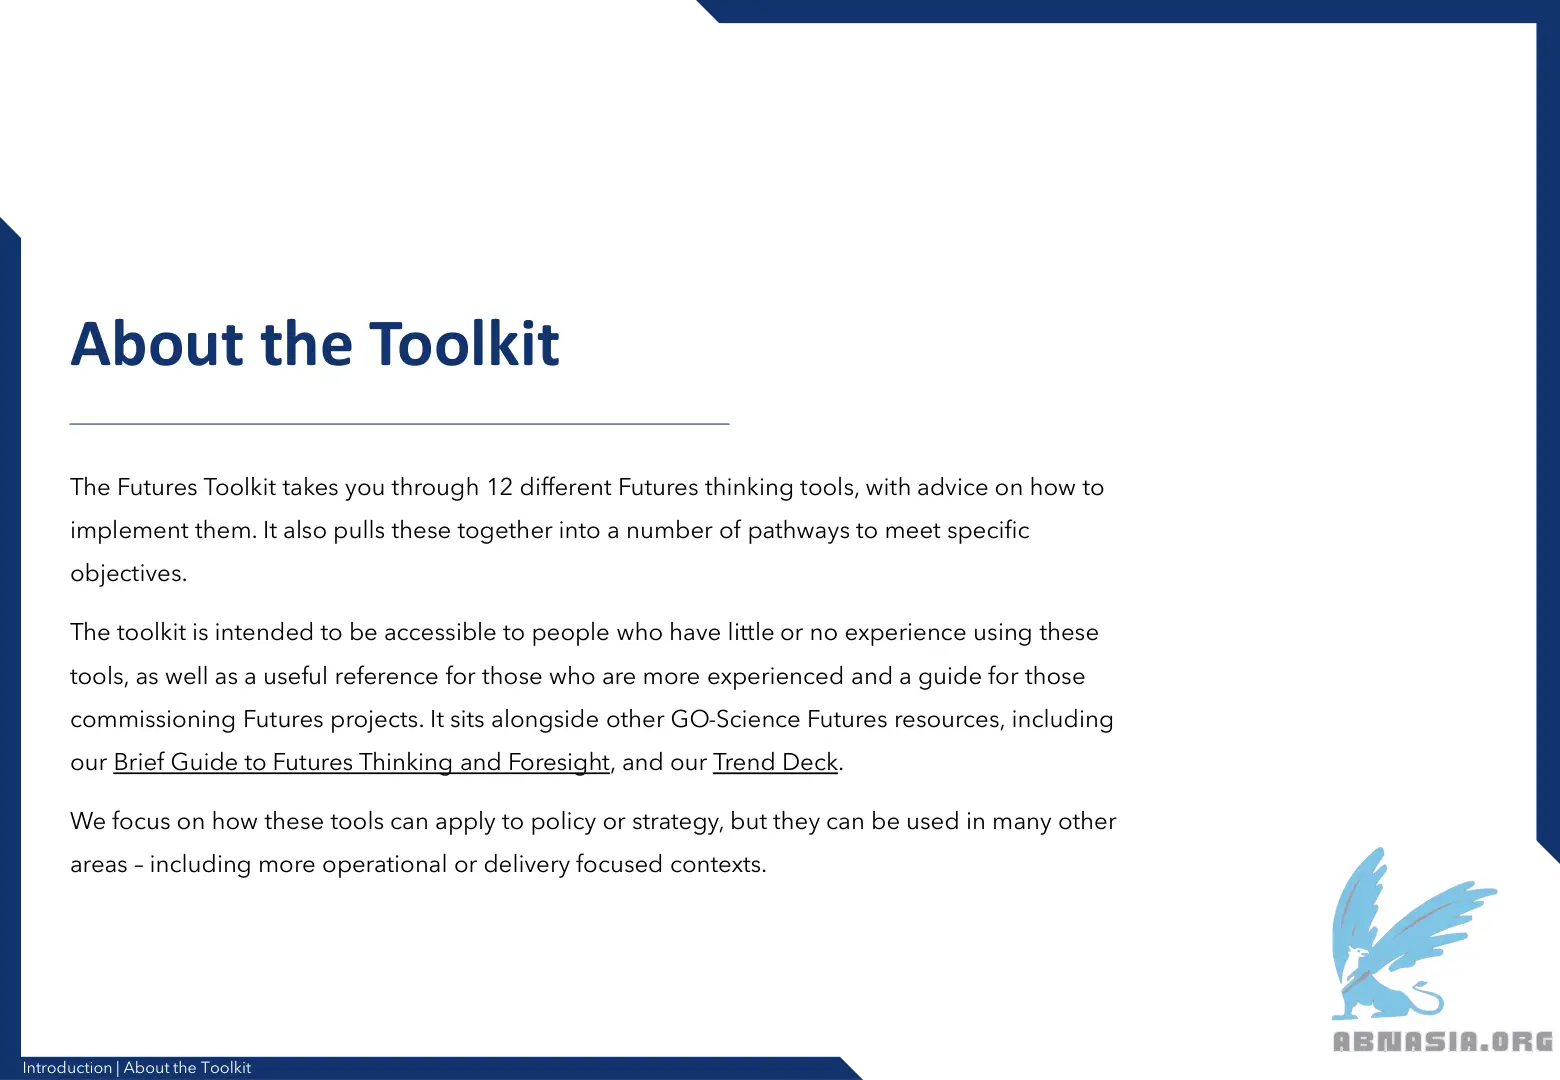 About the Toolkit
The Futures Toolkit takes you through 12 different Futures thinking tools, with advice on how to
implement them. It also pulls these together into a number of pathways to meet specific
objectives.
The toolkit is intended to be accessible to people who have little or no experience using these
tools, as well as a useful reference for those who are more experienced and a guide for those
commissioning Futures projects. It sits alongside other GO-Science Futures resources, including
our Brief Guide to Futures Thinking and Foresight, and our Trend Deck.
We focus on how these tools can apply to policy or strategy, but they can be used in many other
areas – including more operational or delivery focused contexts.
ABNASIA.ORG
Introduction | About the Toolkit